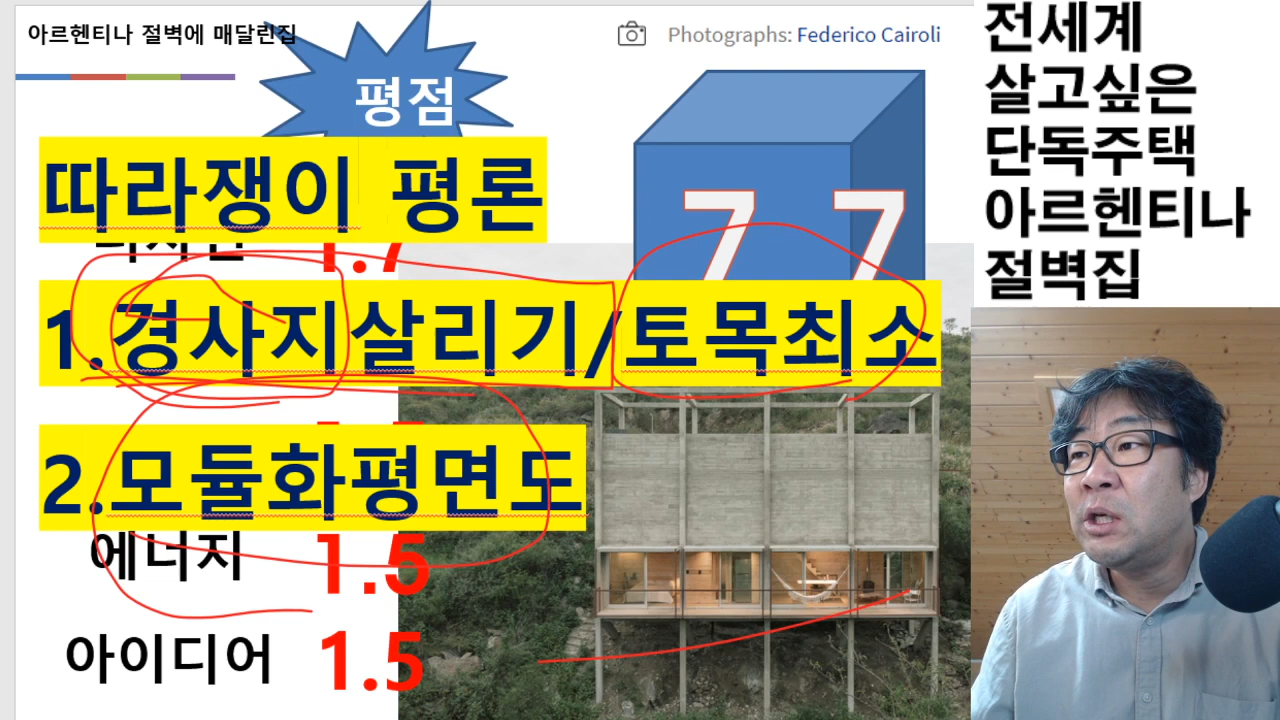 아르헨티나 절벽에 매달린집
Photographs: Federico Cairoli
평점
7.7
따라쟁이 평론
디자인 1.7
1.경사지살리기/토목최소
2.모듈화평면도
에너지 1.5
아이디어 1.5
전세계
살고싶은
단독주택
아르헨티나
절벽집